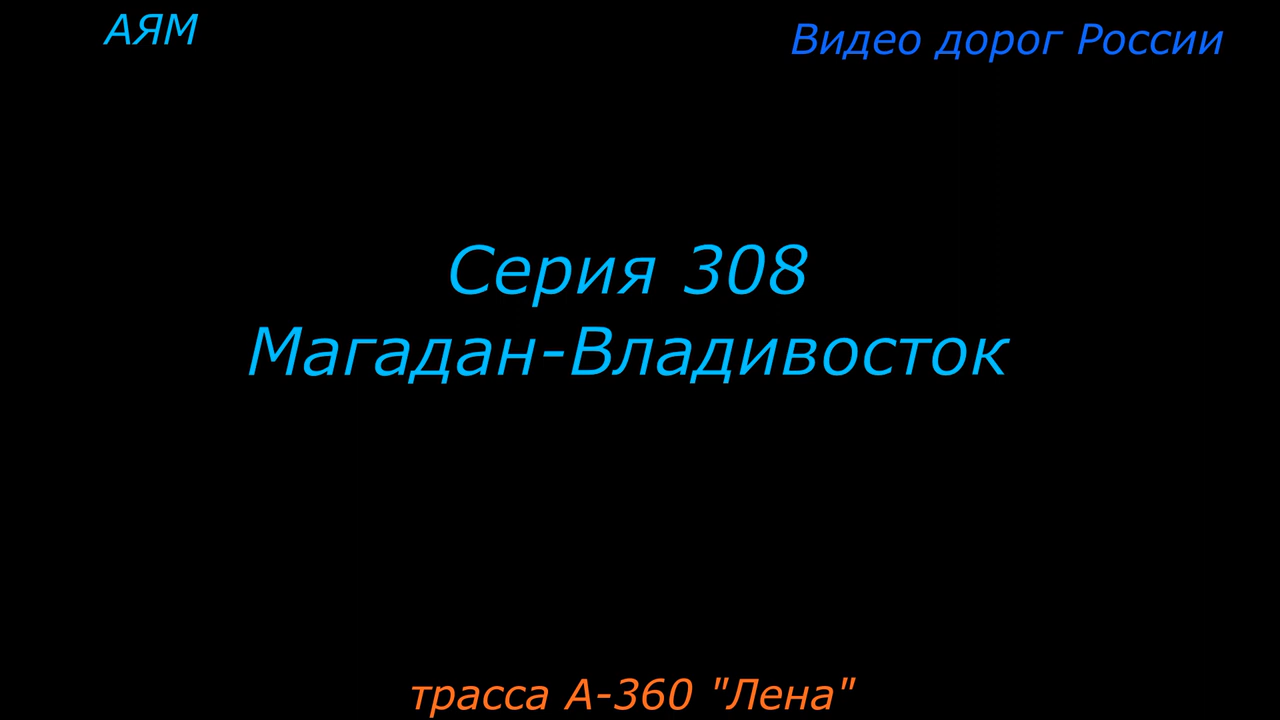 АЯМ
Видео дорог России
Серия 308
Магадан-Владивосток
трасса А-360 "Лена"